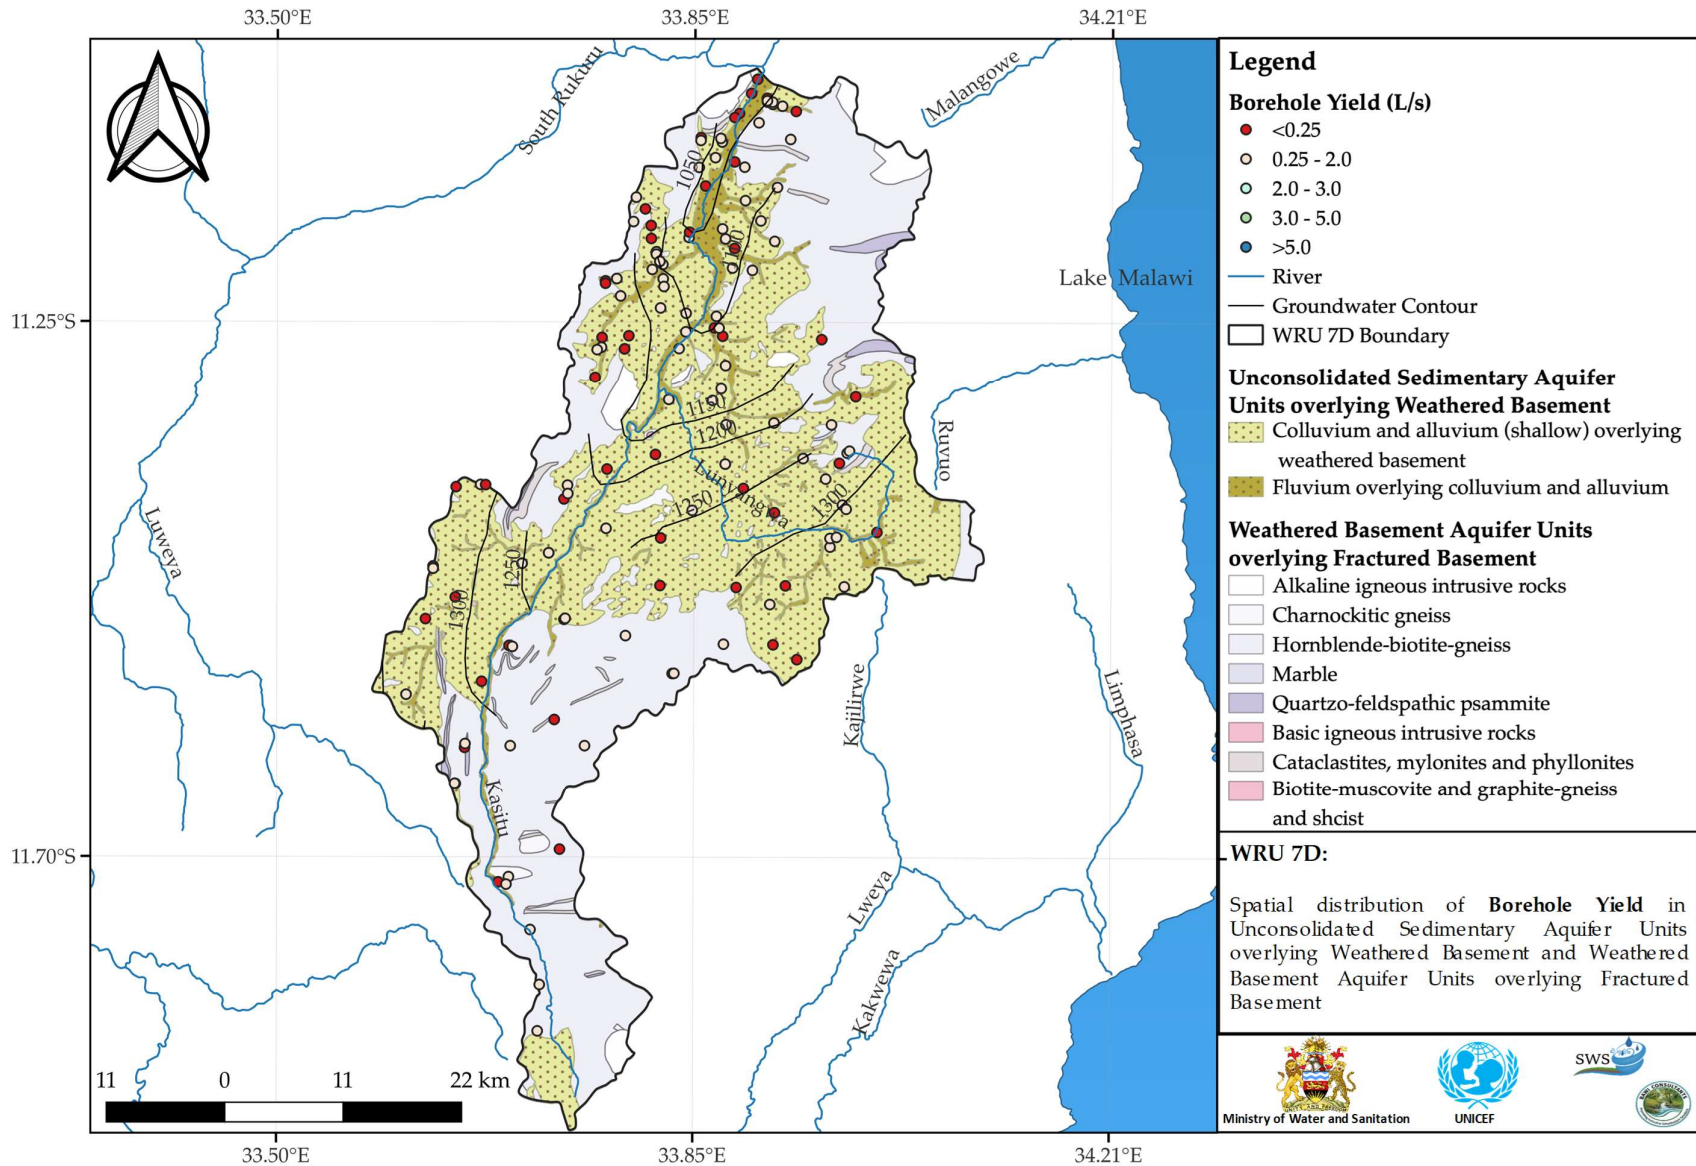 33.50°E
33.85°E
34.21°E
South Rukuru
Malangowe
1050
1100
Lake Malawi
11.25°S
1150
1200
Ruvuo
Lunyangwa
1250
1300
Luweya
1250
1300
Kajilirwe
Limphasa
Kasitu
11.70°S
Lweya
Kakwewa
11 0 11 22 km
33.50°E
33.85°E
34.21°E
Legend
Borehole Yield (L/s)
<0.25
0.25 - 2.0
2.0 - 3.0
3.0 - 5.0
>5.0
River
Groundwater Contour
WRU 7D Boundary
Unconsolidated Sedimentary Aquifer
Units overlying Weathered Basement
Colluvium and alluvium (shallow) overlying
weathered basement
Fluvium overlying colluvium and alluvium
Weathered Basement Aquifer Units
overlying Fractured Basement
Alkaline igneous intrusive rocks
Charnockitic gneiss
Hornblende-biotite-gneiss
Marble
Quartzo-feldspathic psammite
Basic igneous intrusive rocks
Cataclastites, mylonites and phyllonites
Biotite-muscovite and graphite-gneiss
and shcist
WRU 7D:
Spatial distribution of Borehole Yield in
Unconsolidated Sedimentary Aquifer Units
overlying Weathered Basement and Weathered
Basement Aquifer Units overlying Fractured
Basement
Ministry of Water and Sanitation
UNICEF
SWS